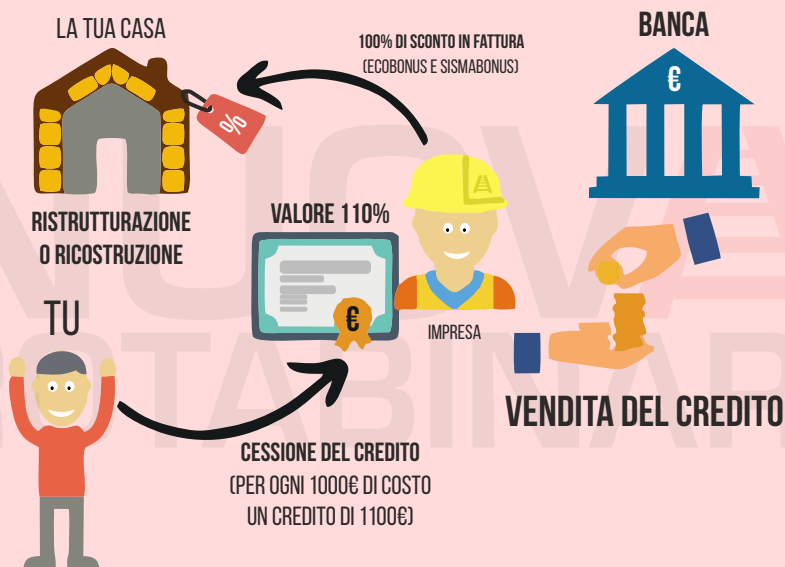 LA TUA CASA
BANCA
100% DI SCONTO IN FATTURA
(ECOBONUS E SISMABONUS)
€
%
RISTRUTTURAZIONE
O RICOSTRUZIONE
VALORE 110%
€
IMPRESA
TU
VENDITA DEL CREDITO
CESSIONE DEL CREDITO
(PER OGNI 1000€ DI COSTO
UN CREDITO DI 1100€)